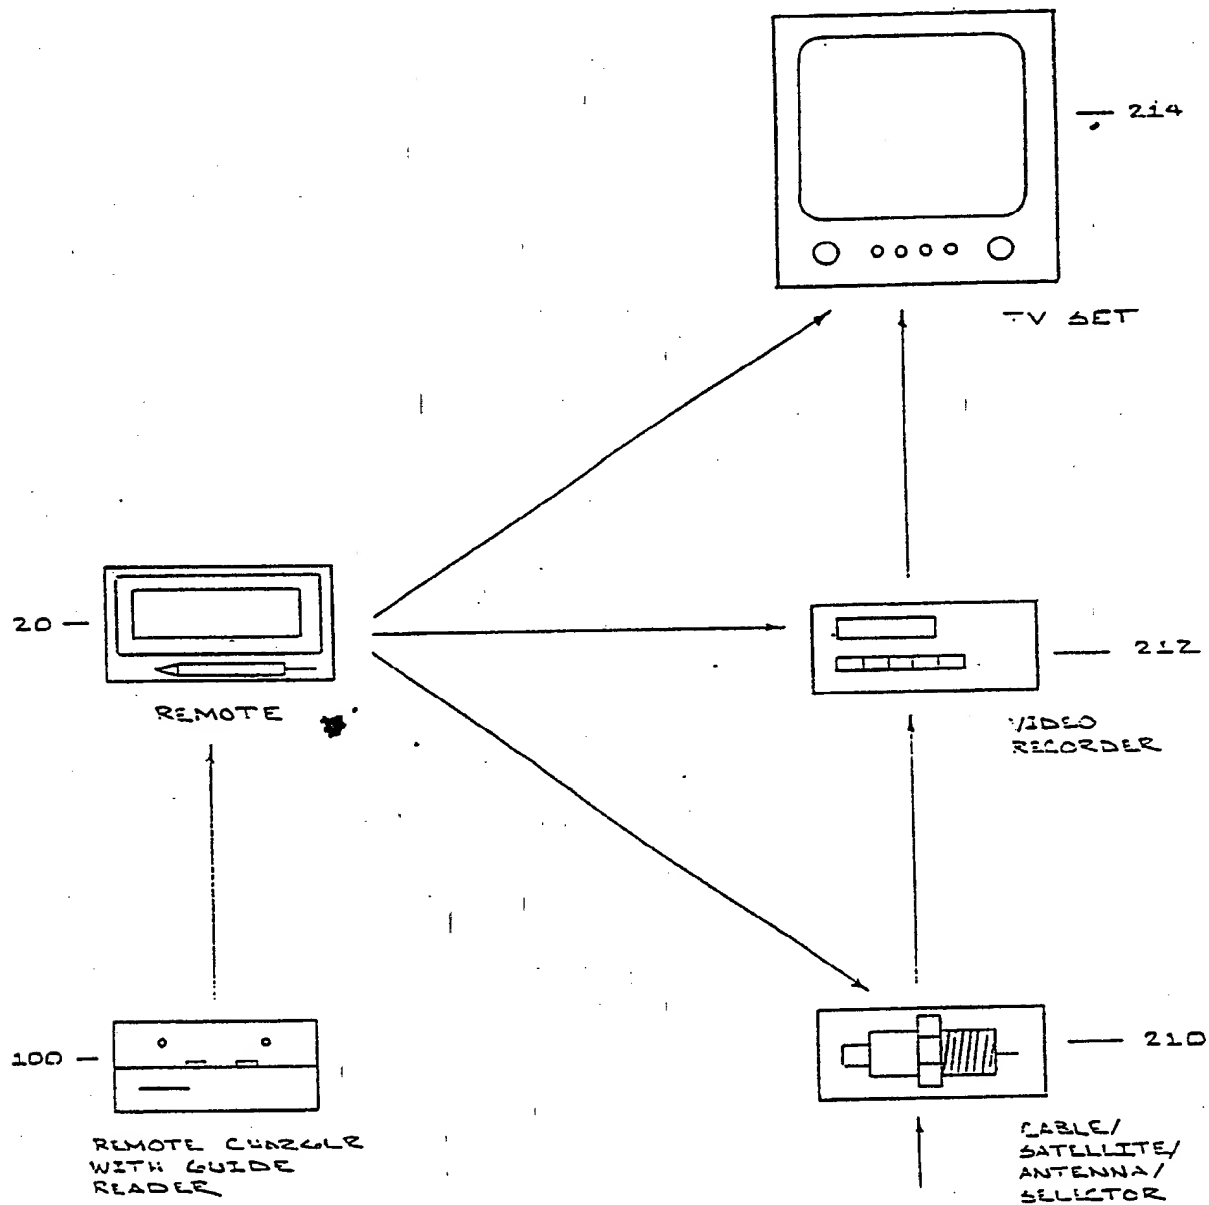 214
TV SET
20
REMOTE
212
VIDEO
RECORDER
100
210
REMOTE CHARGER
WITH GUIDE
READER
CABLE/
SATELLITE/
ANTENNA/
SELECTOR